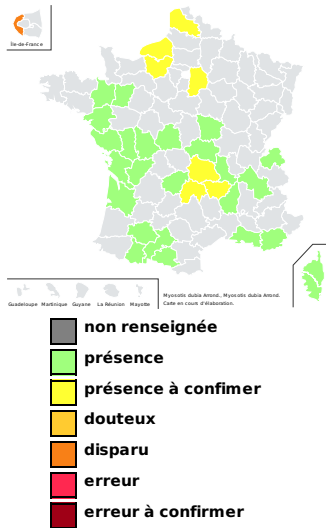 Île-de-France
Guadeloupe Martinique Guyane La Réunion Mayotte
Myosotis dubia Arrond., Myosotis dubia Arrond.
Carte en cours d'élaboration.
non renseignée
présence
présence à confimer
douteux
disparu
erreur
erreur à confirmer